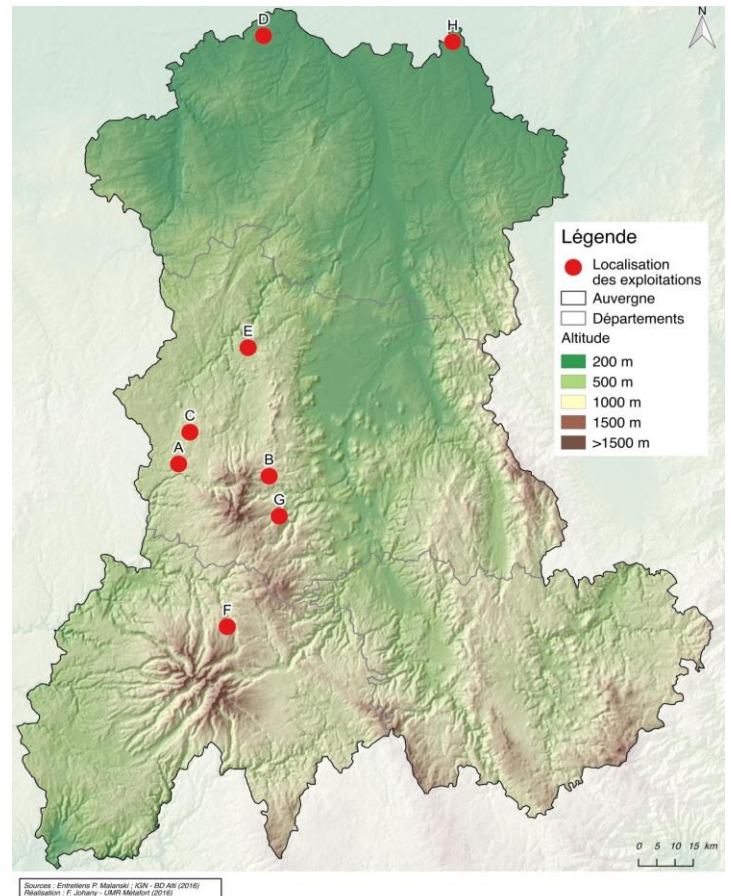 D
H
N
E
C
A
B
G
F
Légende
Localisation
des exploitations
Auvergne
Départements
Altitude
200 m
500 m
1000 m
1500 m
>1500 m
0 5 10 15 km
Sources : Entretiens P. Malanski ; IGN - BD Alti (2016)
Réalisation : F. Johany - UMR Métafort (2016)